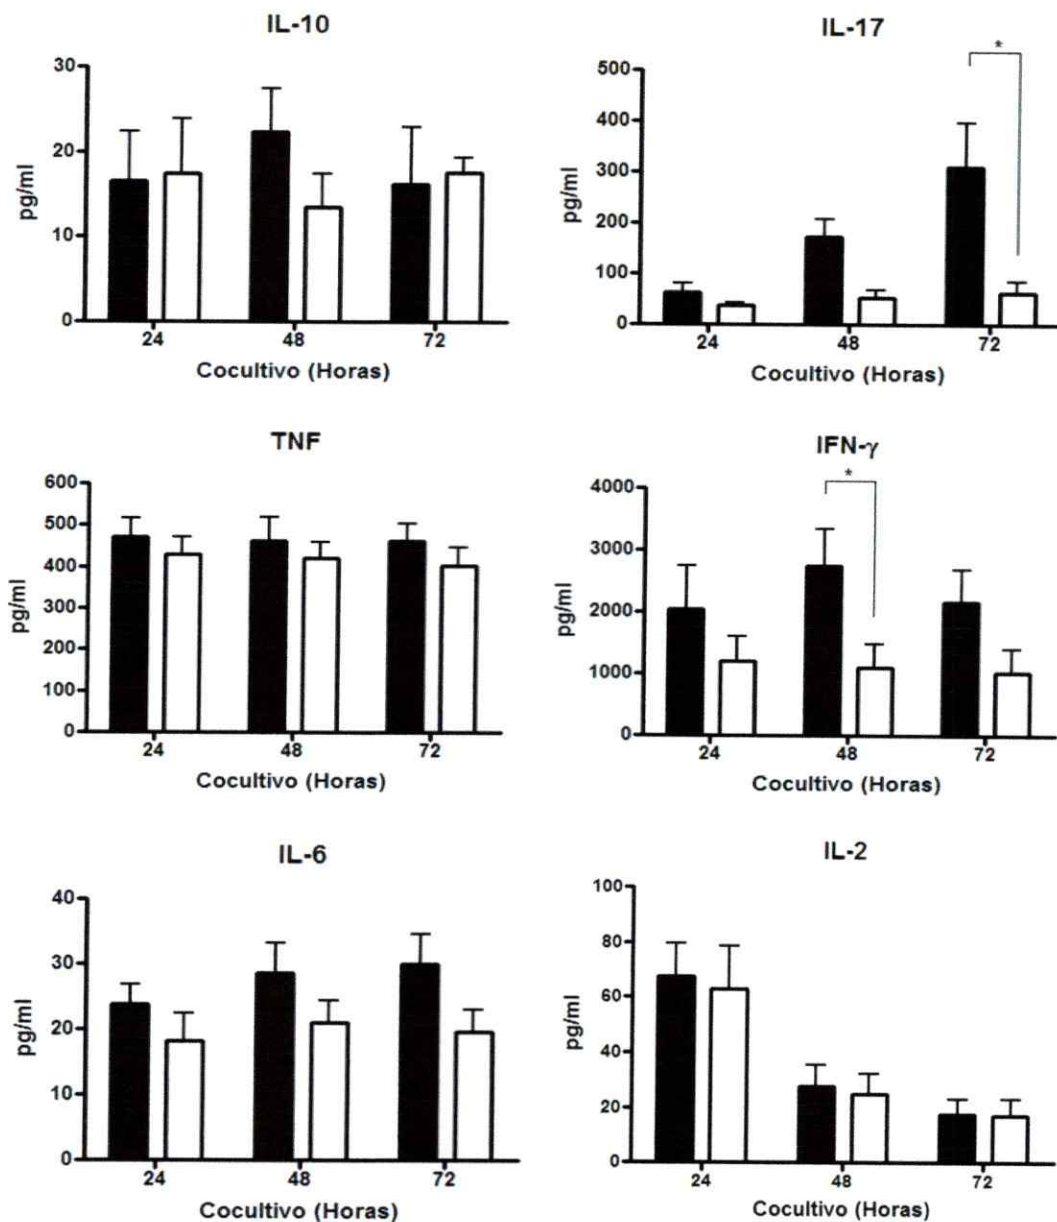 IL-10
30
20
10
0
pg/ml
24
48
72
Cocultivo (Horas)
IL-17
*
500
400
300
200
100
0
pg/ml
24
48
72
Cocultivo (Horas)
TNF
600
500
400
300
200
100
0
pg/ml
24
48
72
Cocultivo (Horas)
IFN-γ
*
4000
3000
2000
1000
0
pg/ml
24
48
72
Cocultivo (Horas)
IL-6
40
30
20
10
0
pg/ml
24
48
72
Cocultivo (Horas)
IL-2
100
80
60
40
20
0
pg/ml
24
48
72
Cocultivo (Horas)